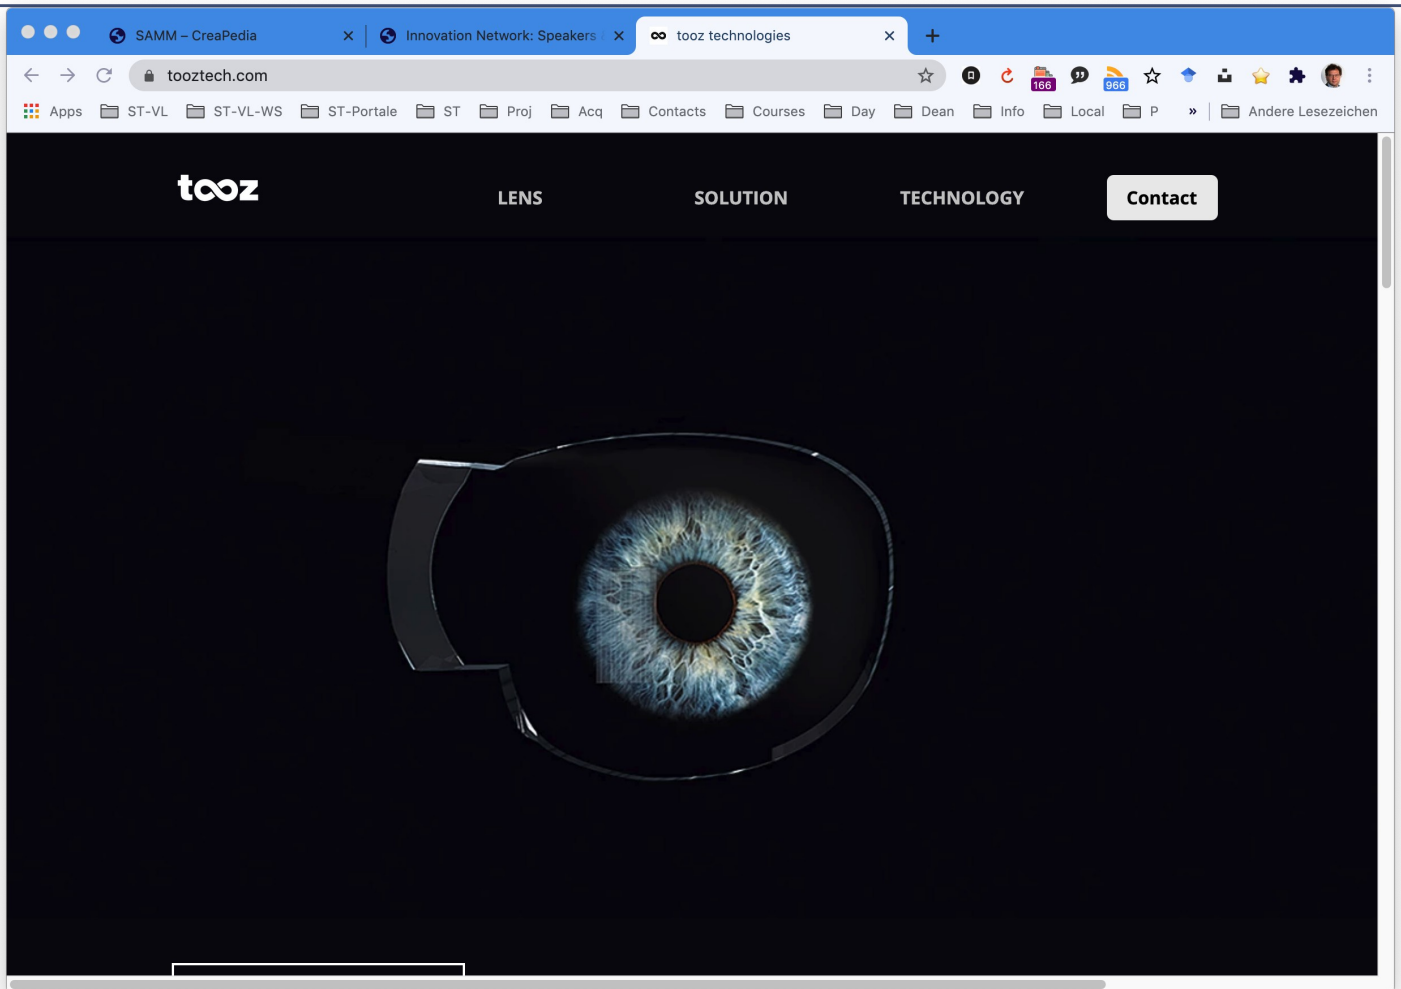 SAMM – CreaPedia
Innovation Network: Speakers
tooz technologies
tooztech.com
166
966
Apps ST-VL ST-VL-WS ST-Portale ST Proj Acq Contacts Courses Day Dean Info Local P » Andere Lesezeichen
tooz LENS SOLUTION TECHNOLOGY Contact